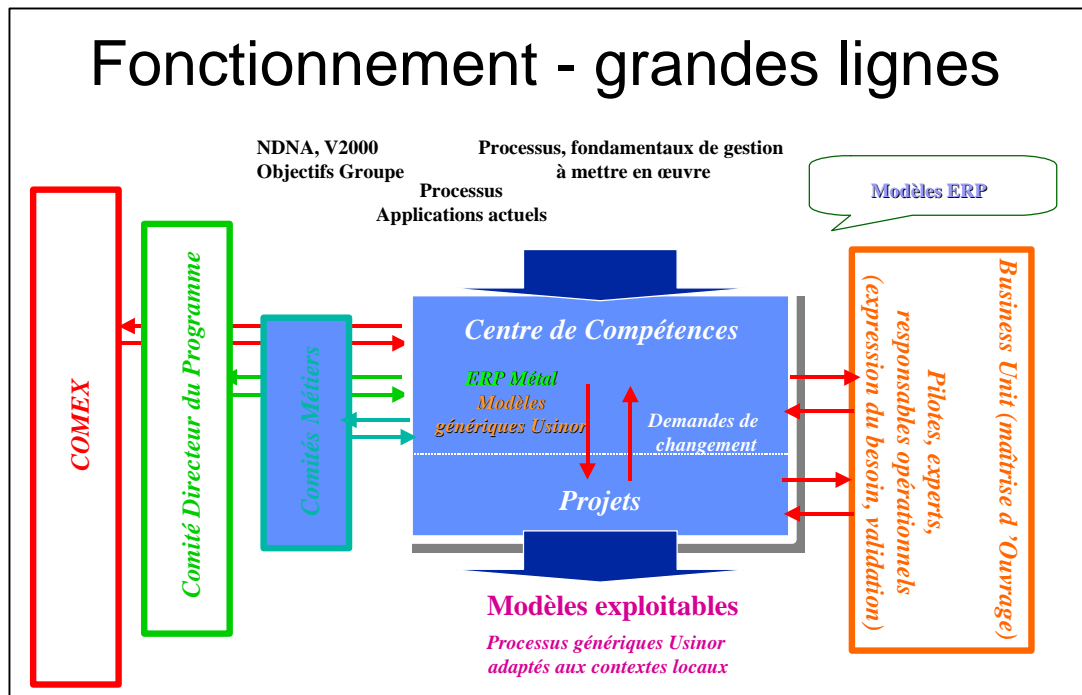 Fonctionnement - grandes lignes
NDNA, V2000
Objectifs Groupe
Processus, fondamentaux de gestion
à mettre en œuvre
Processus
Applications actuels
Modèles ERP
COMEX
Comité Directeur du Programme
Comités Métiers
Centre de Compétences
ERP Métal
Modèles
génériques Usinor
Demandes de
changement
Projets
Business Unit (maîtrise d ’Ouvrage)
Pilotes, experts,
responsables opérationnels
(expression du besoin, validation)
Modèles exploitables
Processus génériques Usinor
adaptés aux contextes locaux